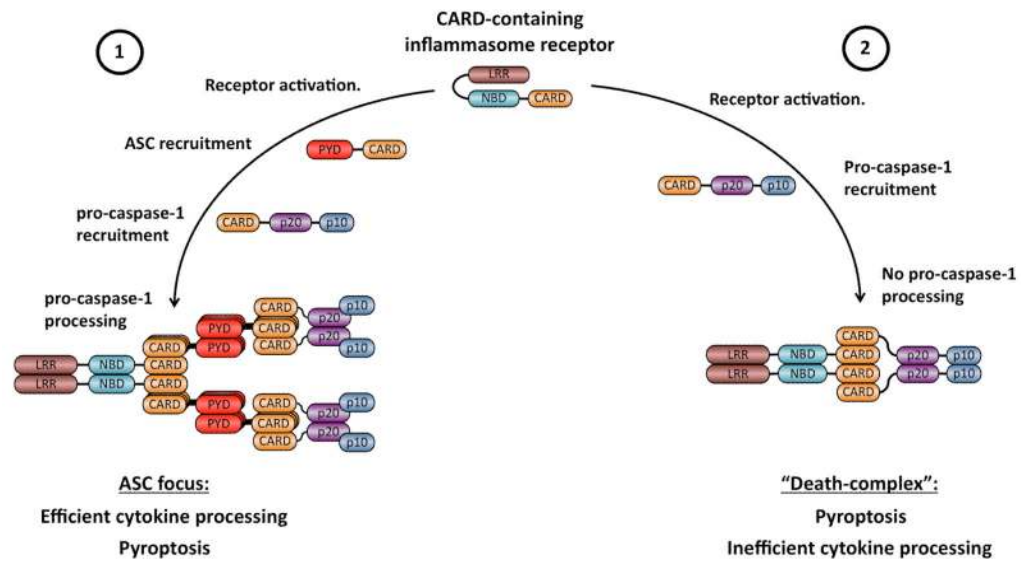 CARD-containing
inflammasome receptor
1
2
LRR
NBD CARD
Receptor activation.
Receptor activation.
ASC recruitment
PYD CARD
Pro-caspase-1
recruitment
CARD p20 p10
pro-caspase-1
recruitment
CARD p20 p10
No pro-caspase-1
processing
pro-caspase-1
processing
CARD p10
PYD CARD p20
CARD PYD CARD p20
LRR NBD CARD p10
LRR NBD CARD
CARD PYD CARD p10
PYD CARD p20
CARD p20
p10
CARD
LRR NBD CARD p20 p10
LRR NBD CARD p20 p10
CARD
ASC focus:
Efficient cytokine processing
Pyroptosis
“Death-complex”:
Pyroptosis
Inefficient cytokine processing